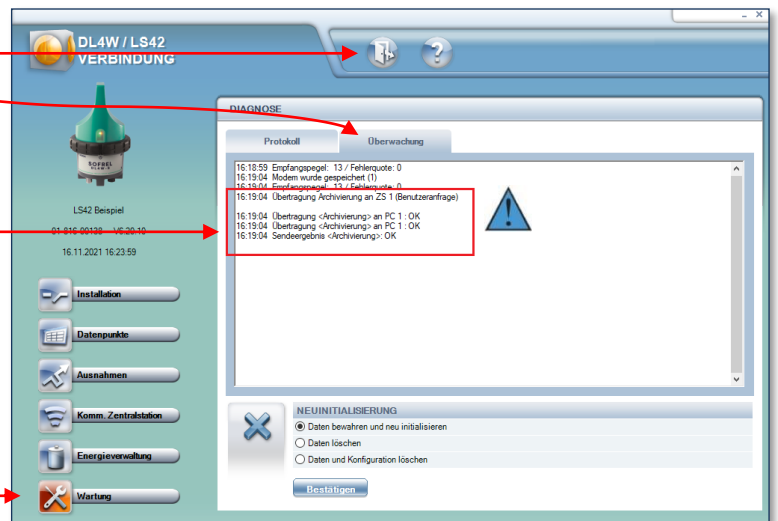 DL4W / LS42
VERBINDUNG
SOFREL
LS42 Beispiel
16.11.2021 16:23:59
Installation
Datenpunkte
Ausnahmen
Komm. Zentralstation
Energieverwaltung
Wartung
DIAGNOSE
Protokoll Überwachung
16:18:59 Empfangspegel: 13 / Fehlerquote: 0
16:19:04 Modem wurde gespeichert (1)
16:19:04 Empfangspegel: 13 / Fehlerquote: 0
16:19:04 Übertragung Archivierung an ZS 1 (Benutzeranfrage)
16:19:04 Übertragung <Archivierung> an PC 1 : OK
16:19:04 Übertragung <Archivierung> an PC 1 : OK
16:19:04 Sendeergebnis <Archivierung>: OK
NEUINITIALISIERUNG
Daten bewahren und neu initialisieren
Daten löschen
Daten und Konfiguration löschen
Bestätigen